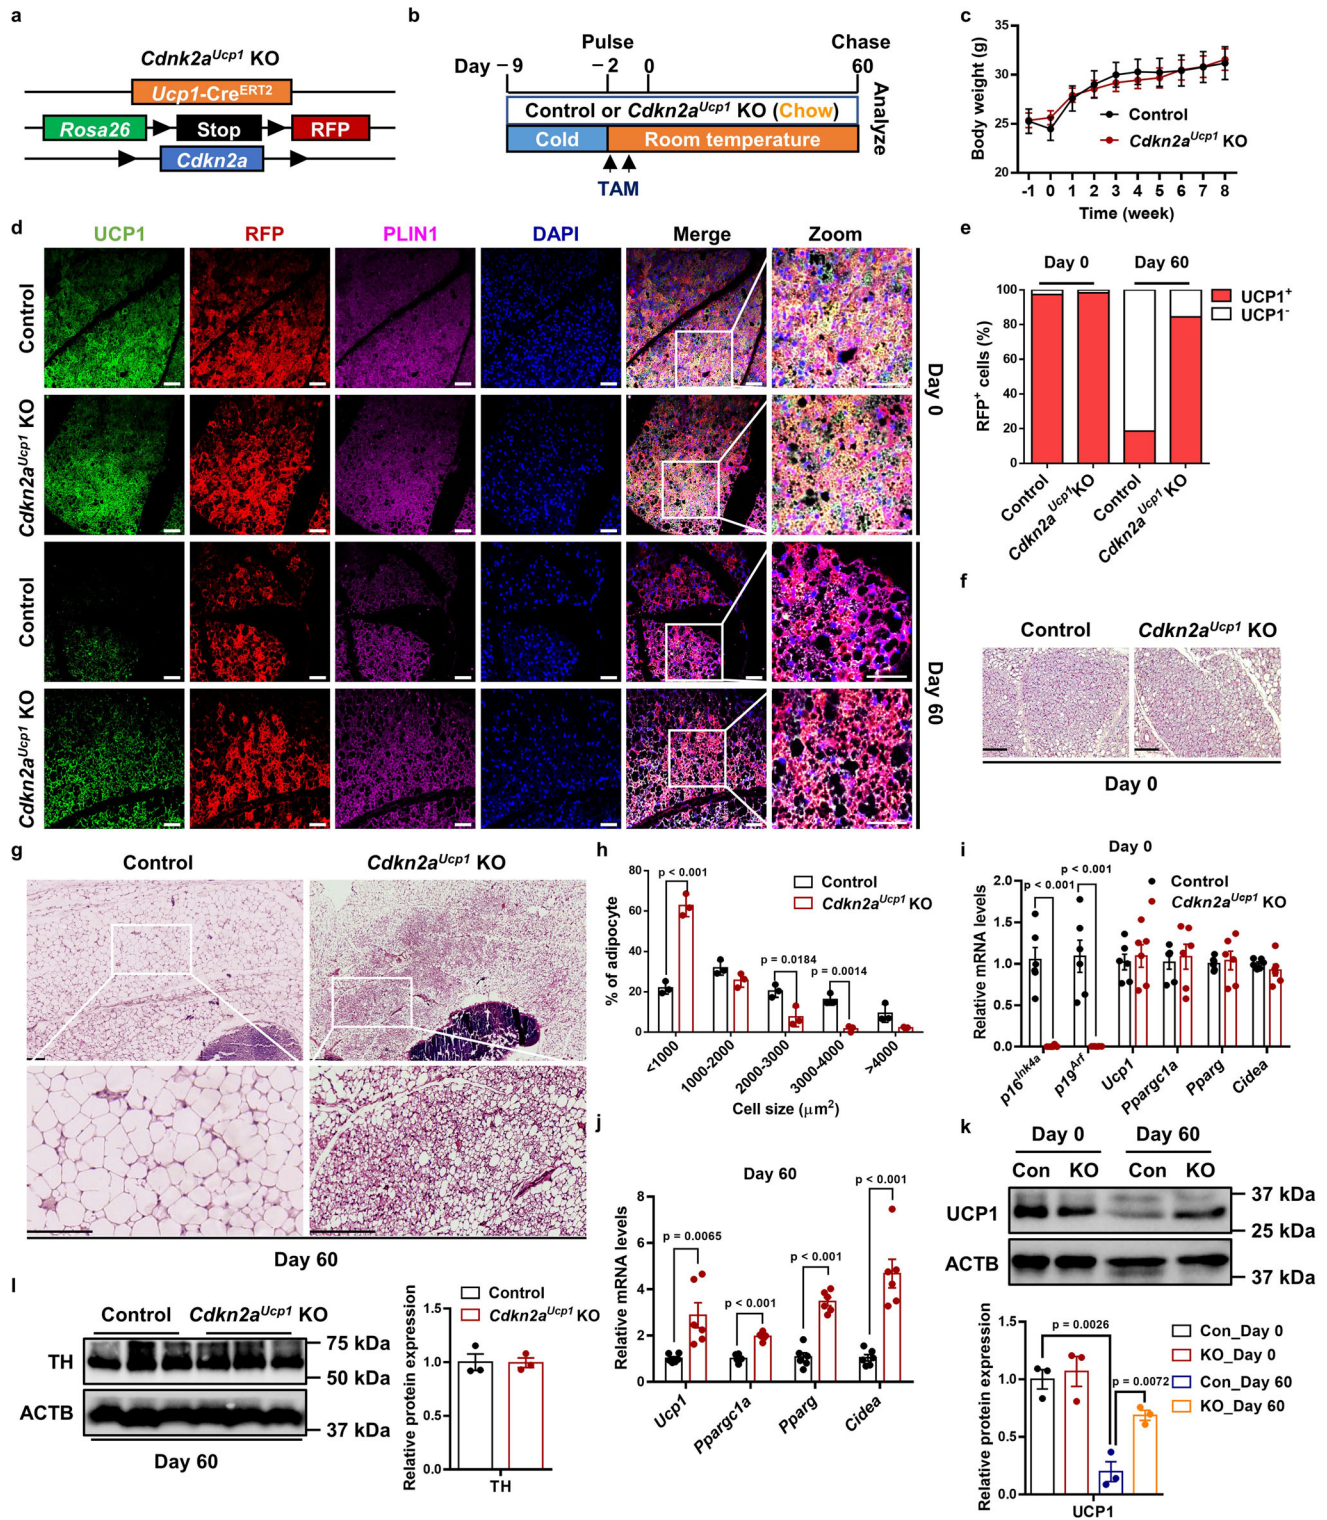 a
Cdnk2aUcp1 KO
Ucp1-CreERT2
Rosa26 Stop RFP
Cdkn2a
b
Pulse Chase
Day −9 −2 0 60
Control or Cdkn2aUcp1 KO (Chow)
Cold Room temperature
TAM
Analyze
c
Body weight (g)
35
30
25
20
Control
Cdkn2aUcp1 KO
-1 0 1 2 3 4 5 6 7 8
Time (week)
d
UCP1 RFP PLIN1 DAPI Merge Zoom
Control
Cdkn2aUcp1 KO
Day 0
Control
Cdkn2aUcp1 KO
Day 60
e
Day 0 Day 60
RFP+ cells (%)
100
80
60
40
20
0
UCP1+
UCP1-
Control
Cdkn2aUcp1KO
Control
Cdkn2aUcp1 KO
f
Control Cdkn2aUcp1 KO
Day 0
g
Control Cdkn2aUcp1 KO
Day 60
h
% of adipocyte
80
60
40
20
0
p < 0.001
Control
Cdkn2aUcp1 KO
p = 0.0184
p = 0.0014
<1000
1000-2000
2000-3000
3000-4000
>4000
Cell size (μm2)
i
Day 0
Relative mRNA levels
2.0
1.5
1.0
0.5
0.0
p < 0.001
p < 0.001
Control
Cdkn2aUcp1 KO
p16Ink4a
p19Arf
Ucp1
Ppargc1a
Pparg
Cidea
j
Day 60
Relative mRNA levels
8
6
4
2
0
p = 0.0065
p < 0.001
p < 0.001
p < 0.001
Ucp1
Ppargc1a
Pparg
Cidea
k
Day 0 Day 60
Con KO Con KO
UCP1
37 kDa
25 kDa
ACTB
37 kDa
Relative protein expression
1.5
1.0
0.5
0.0
p = 0.0026
p = 0.0072
Con_Day 0
KO_Day 0
Con_Day 60
KO_Day 60
UCP1
l
Control Cdkn2aUcp1 KO
TH
75 kDa
50 kDa
ACTB
37 kDa
Day 60
Relative protein expression
1.5
1.0
0.5
0.0
Control
Cdkn2aUcp1 KO
TH